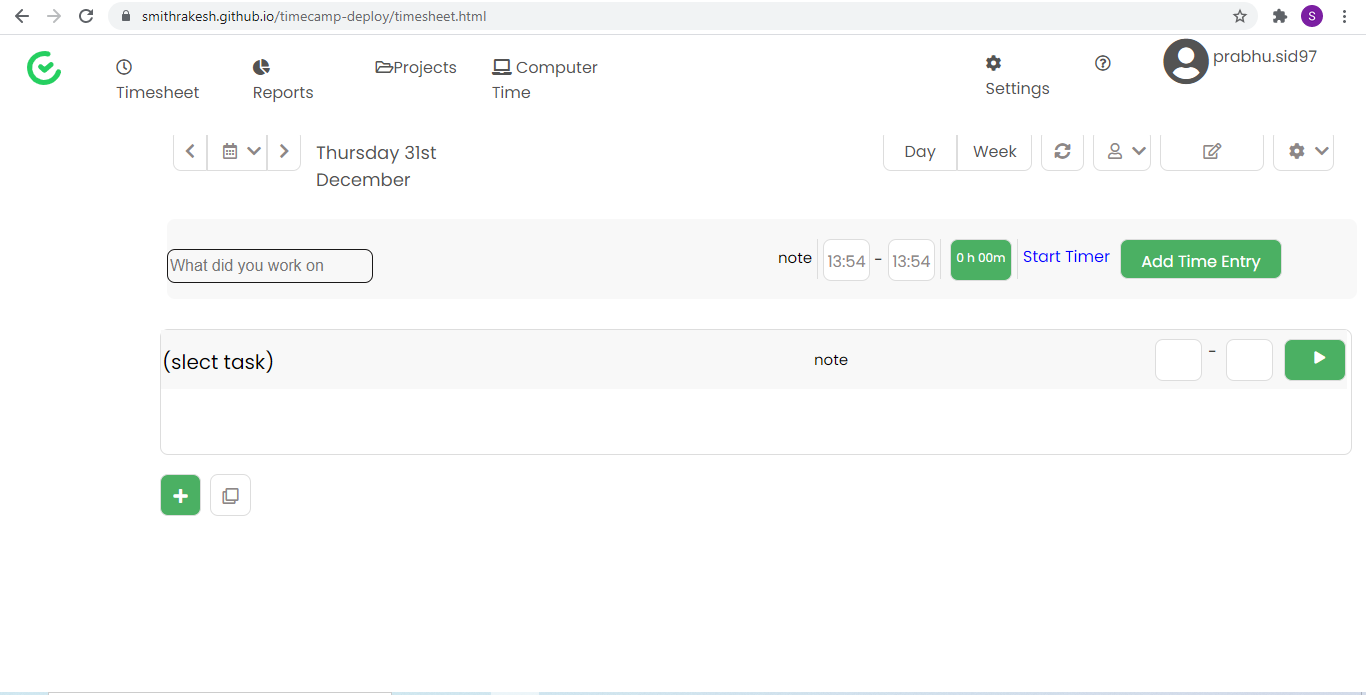 smithrakesh.github.io/timecamp-deploy/timesheet.html
S
Timesheet
Reports
Projects
Computer
Time
Settings
prabhu.sid97
Thursday 31st
December
Day
Week
What did you work on
note
13:54 - 13:54
0 h 00m
Start Timer
Add Time Entry
(slect task)
note
-